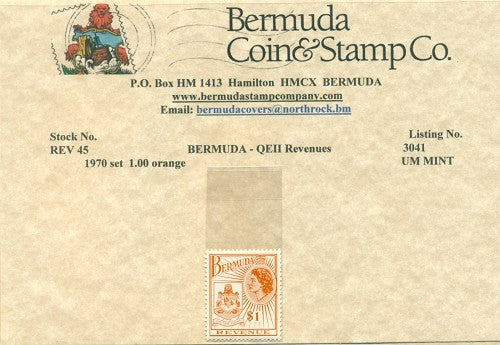 Bermuda
Coin&Stamp Co.
P.O. Box HM 1413 Hamilton HMCX BERMUDA
www.bermudastampcompany.com
Email: bermudacovers@northrock.bm
Stock No. Listing No.
REV 45 BERMUDA - QEII Revenues 3041
1970 set 1.00 orange UM MINT
BERMUDA
$1
REVENUE